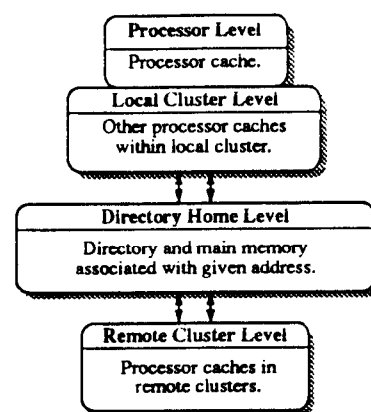 Processor Level
Processor cache.
Local Cluster Level
Other processor caches
within local cluster.
Directory Home Level
Directory and main memory
associated with given address.
Remote Cluster Level
Processor caches in
remote clusters.